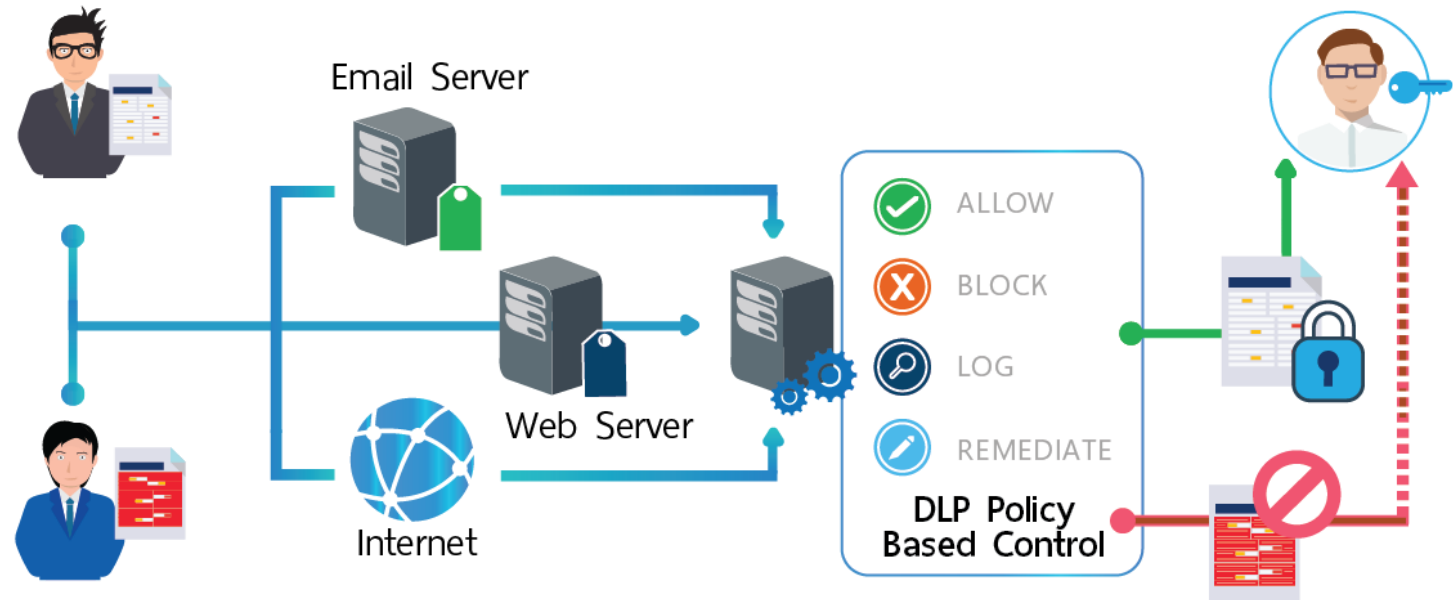 Email Server
Web Server
Internet
ALLOW
BLOCK
LOG
REMEDIATE
DLP Policy
Based Control